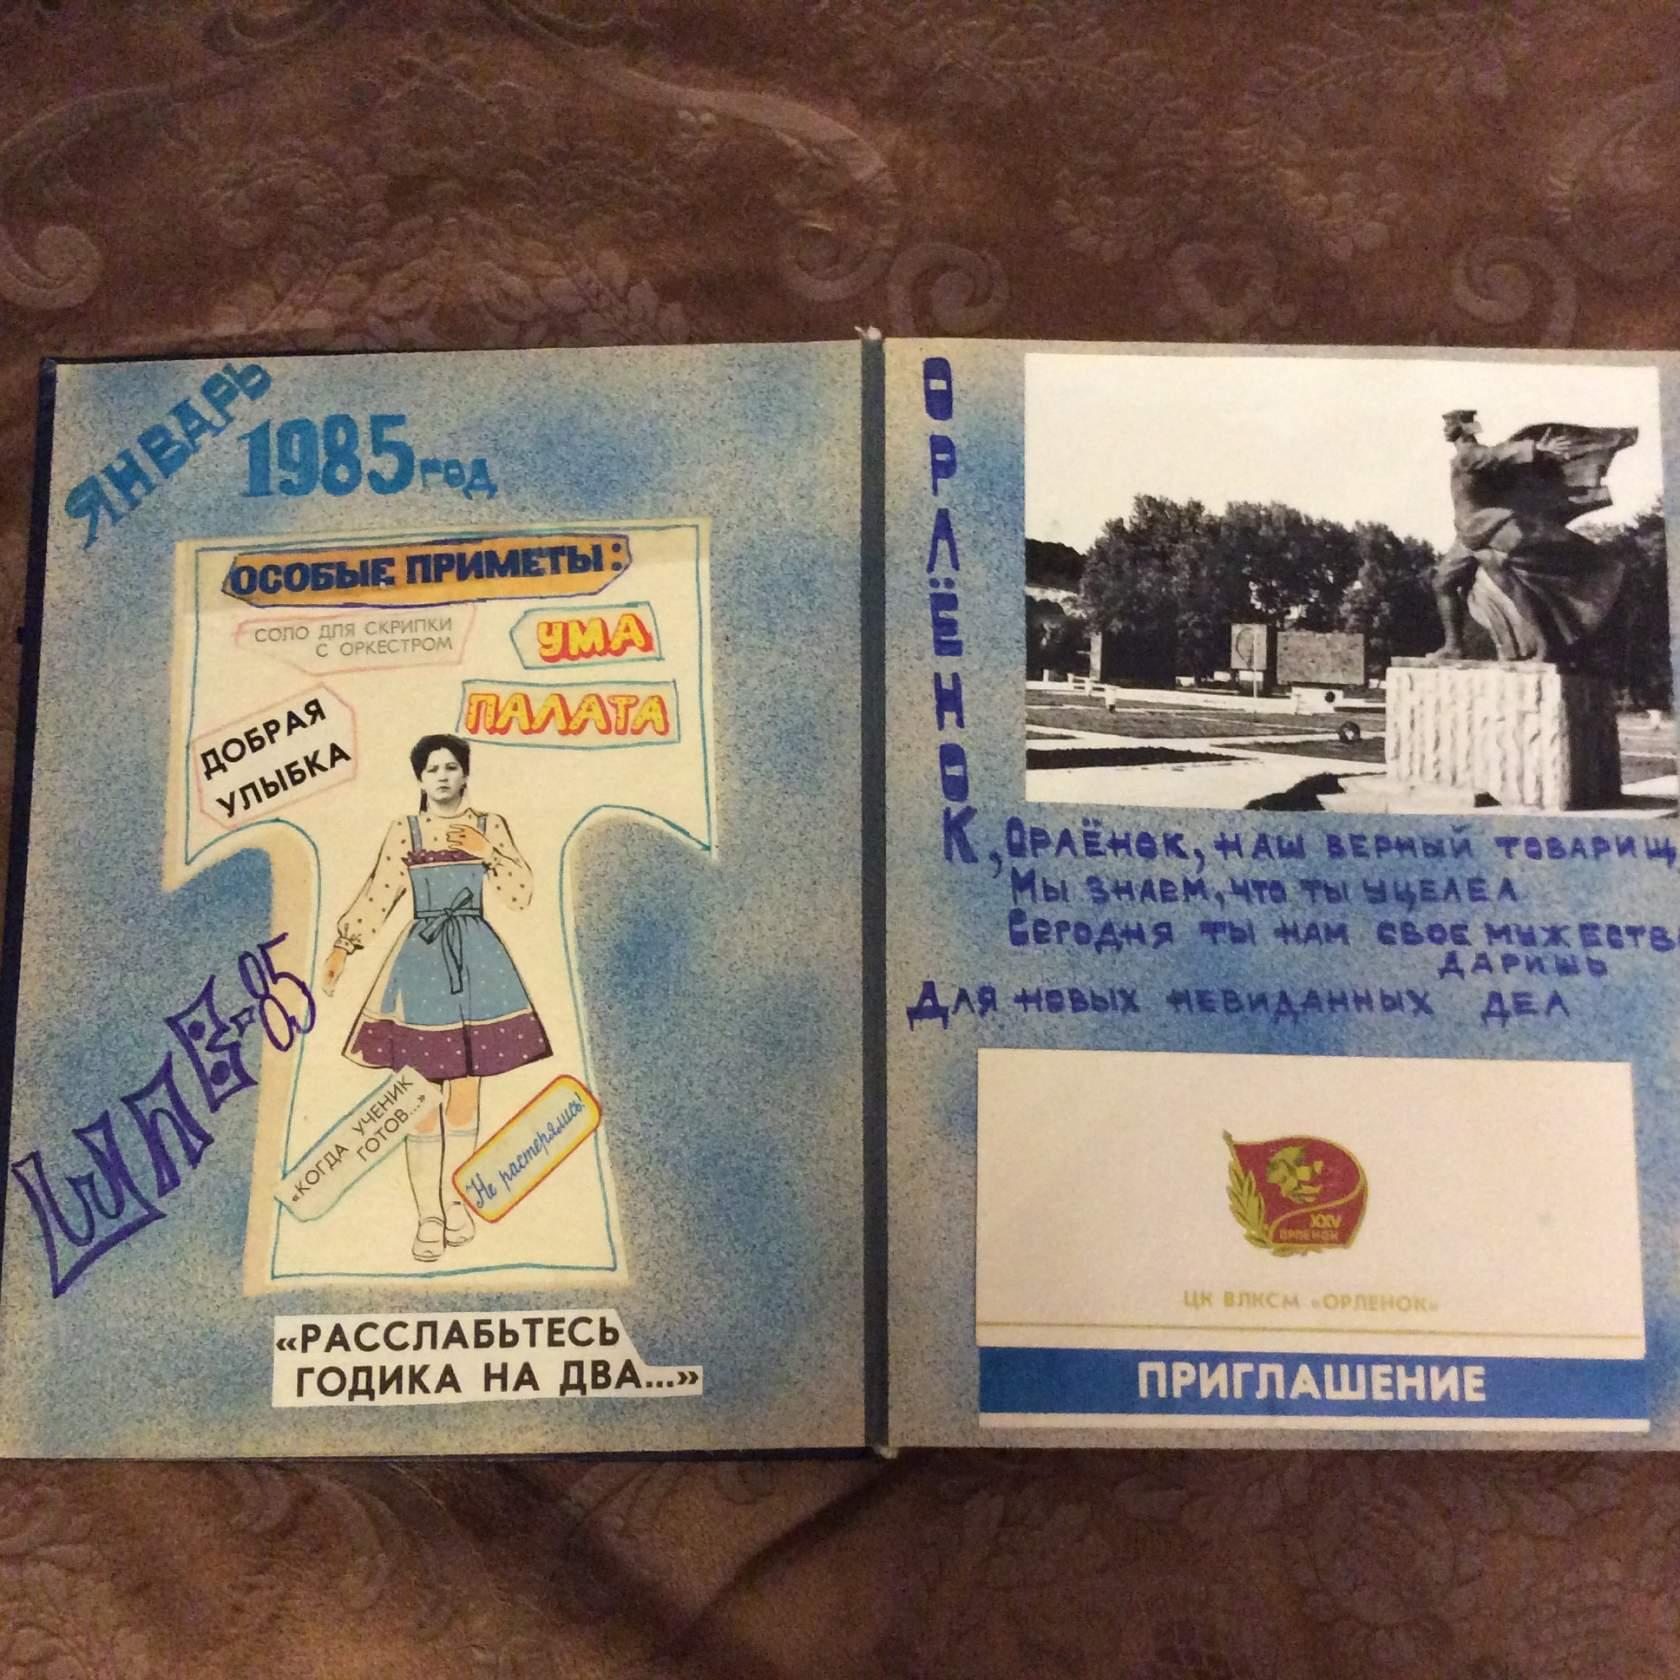 ЯНВАРЬ
1985 год
ОСОБЫЕ ПРИМЕТЫ:
СОЛО ДЛЯ СКРИПКИ
С ОРКЕСТРОМ
УМА
ПАЛАТА
ДОБРАЯ
УЛЫБКА
-85
«КОГДА УЧЕНИК
ГОТОВ...»
Не растерялись!
«РАССЛАБЬТЕСЬ
ГОДИКА НА ДВА...»
ОРЛЁНОК, ОРЛЁНОК, НАШ ВЕРНЫЙ ТОВАРИЩ
МЫ ЗНАЕМ, ЧТО ТЫ УЦЕЛЕЛ
СЕГОДНЯ ТЫ НАМ СВОЕ МУЖЕСТВ
ДАРИШЬ
ДЛЯ НОВЫХ НЕВИДАННЫХ ДЕЛ
XXV
ОРЛЕНОК
ЦК ВЛКСМ «ОРЛЕНОК»
ПРИГЛАШЕНИЕ